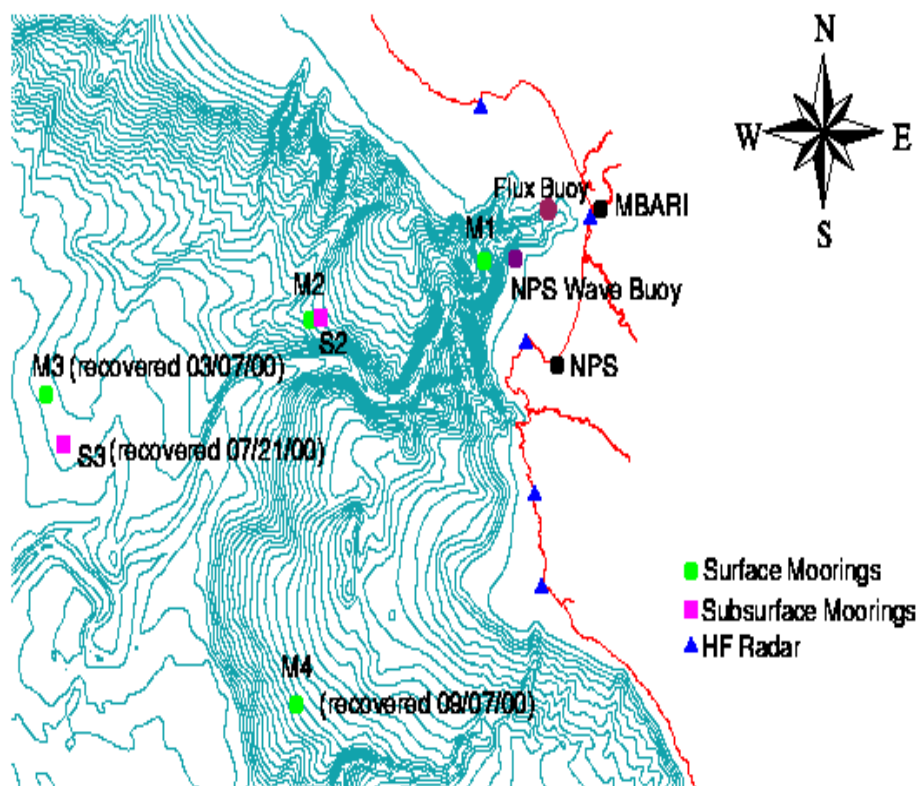 N
W E
S
Flux Buoy
MBARI
M1
NPS Wave Buoy
M2
S2
M3 (recovered 03/07/00)
NPS
S3 (recovered 07/21/00)
Surface Moorings
Subsurface Moorings
HF Radar
M4
(recovered 09/07/00)